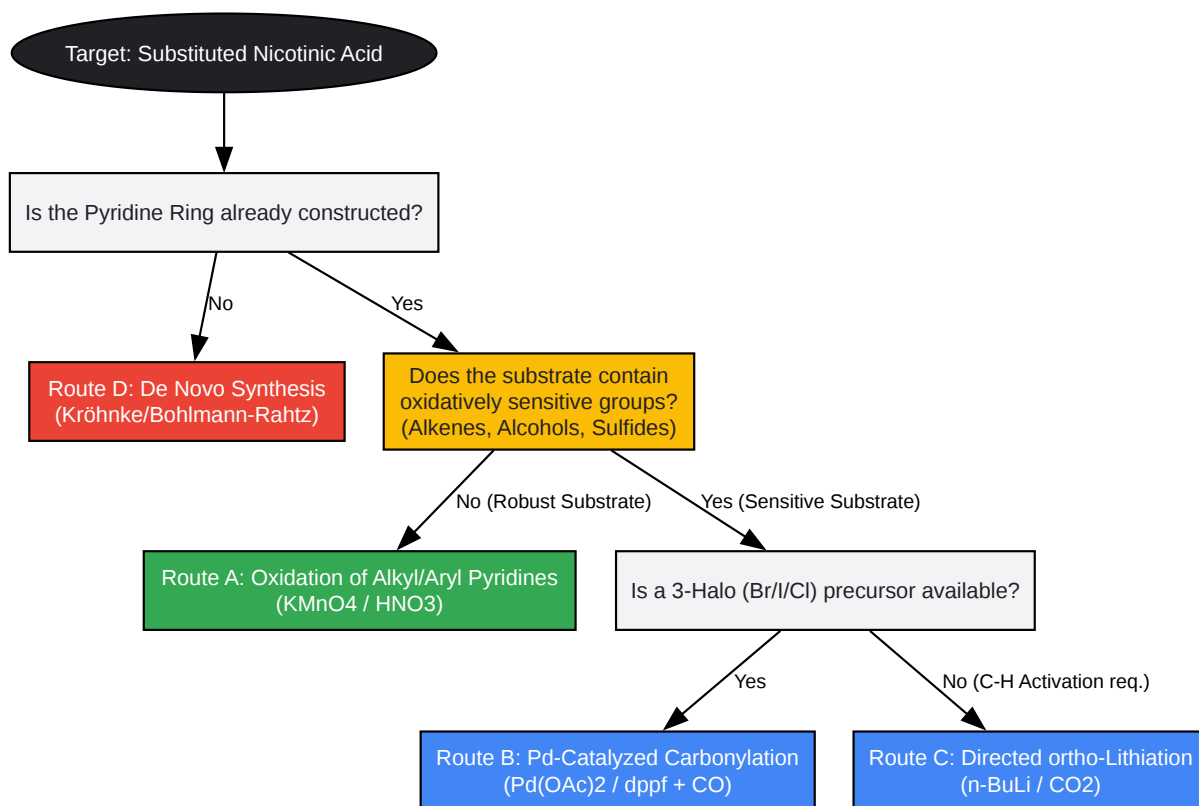 Target: Substituted Nicotinic Acid
Is the Pyridine Ring already constructed?
No
Yes
Route D: De Novo Synthesis
(Kröhnke/Bohlmann-Rahtz)
Does the substrate contain
oxidatively sensitive groups?
(Alkenes, Alcohols, Sulfides)
No (Robust Substrate)
Yes (Sensitive Substrate)
Route A: Oxidation of Alkyl/Aryl Pyridines
(KMnO4 / HNO3)
Is a 3-Halo (Br/I/Cl) precursor available?
Yes
No (C-H Activation req.)
Route B: Pd-Catalyzed Carbonylation
(Pd(OAc)2 / dppf + CO)
Route C: Directed ortho-Lithiation
(n-BuLi / CO2)